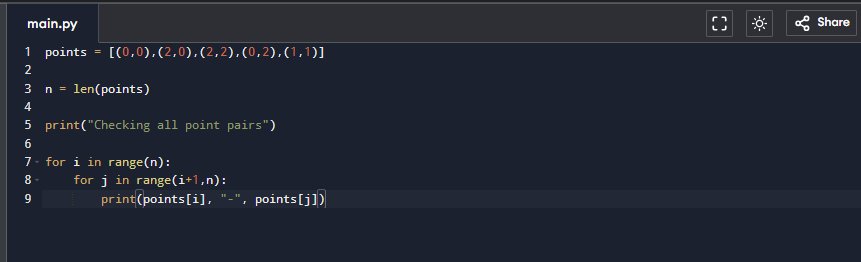 main.py
Share
1 points = [(0,0),(2,0),(2,2),(0,2),(1,1)]
2
3 n = len(points)
4
5 print("Checking all point pairs")
6
7 for i in range(n):
8     for j in range(i+1,n):
9         print(points[i], "-", points[j])